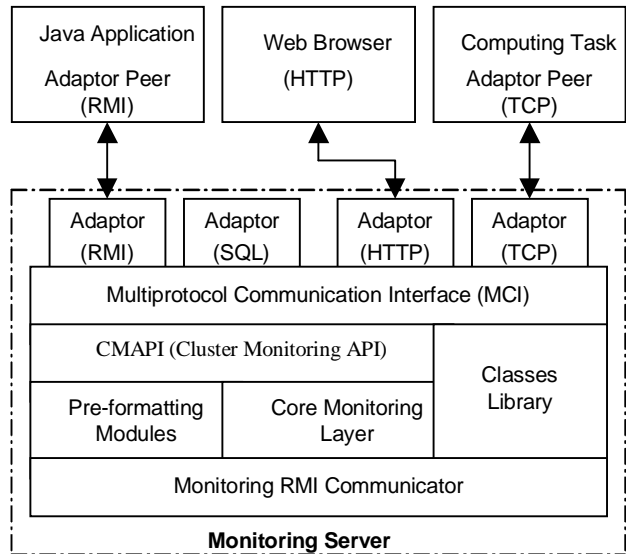 Java Application
Adaptor Peer
(RMI)
Web Browser
(HTTP)
Computing Task
Adaptor Peer
(TCP)
Adaptor
(RMI)
Adaptor
(SQL)
Adaptor
(HTTP)
Adaptor
(TCP)
Multiprotocol Communication Interface (MCI)
CMAPI (Cluster Monitoring API)
Classes
Library
Pre-formatting
Modules
Core Monitoring
Layer
Monitoring RMI Communicator
Monitoring Server